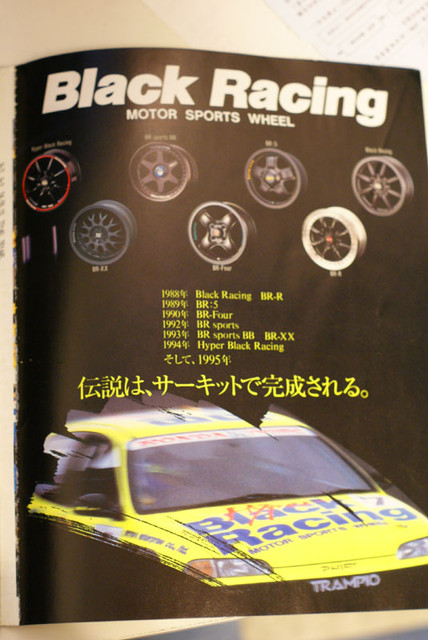 Black Racing
MOTOR SPORTS WHEEL
Hyper Black Racing
BR sports BB
BR:5
Black Racing
BR-XX
BR-Four
BR-R
1988年 Black Racing BR-R
1989年 BR:5
1990年 BR-Four
1992年 BR sports
1993年 BR sports BB BR-XX
1994年 Hyper Black Racing
そして、1995年
伝説は、サーキットで完成される。
HONDA
Black Racing
MOTOR SPORTS WHEEL
TRAMPIO